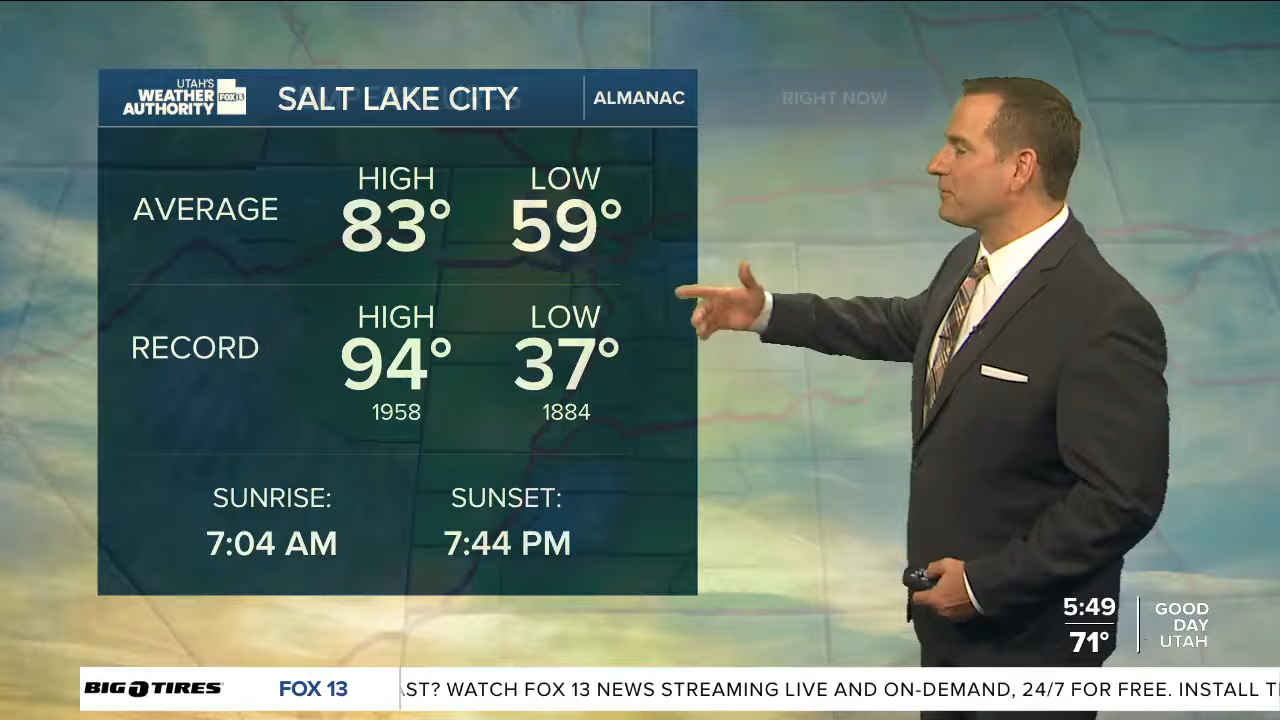 UTAH'S
WEATHER
AUTHORITY
FOX 13
SALT LAKE CITY
ALMANAC
RIGHT NOW
HIGH LOW
AVERAGE 83° 59°
HIGH LOW
RECORD 94° 37°
1958 1884
SUNRISE: SUNSET:
7:04 AM 7:44 PM
5:49
71°
GOOD
DAY
UTAH
BIG O TIRES
FOX 13
ST? WATCH FOX 13 NEWS STREAMING LIVE AND ON-DEMAND, 24/7 FOR FREE. INSTALL